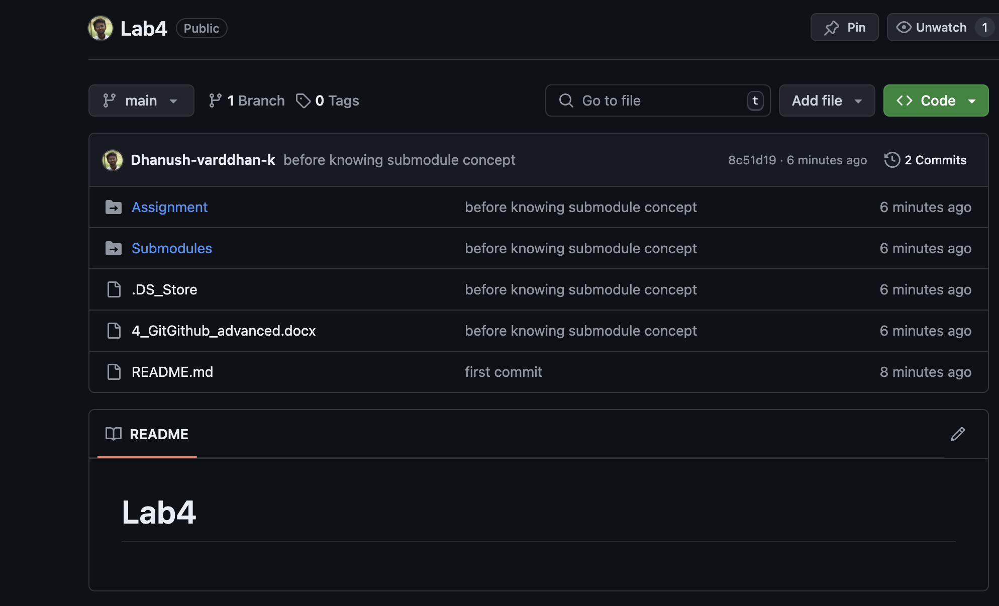 Lab4 Public Pin Unwatch 1
main 1 Branch 0 Tags Go to file t Add file Code
Dhanush-varddhan-k before knowing submodule concept 8c51d19 · 6 minutes ago 2 Commits
Assignment before knowing submodule concept 6 minutes ago
Submodules before knowing submodule concept 6 minutes ago
.DS_Store before knowing submodule concept 6 minutes ago
4_GitGithub_advanced.docx before knowing submodule concept 6 minutes ago
README.md first commit 8 minutes ago
README
Lab4